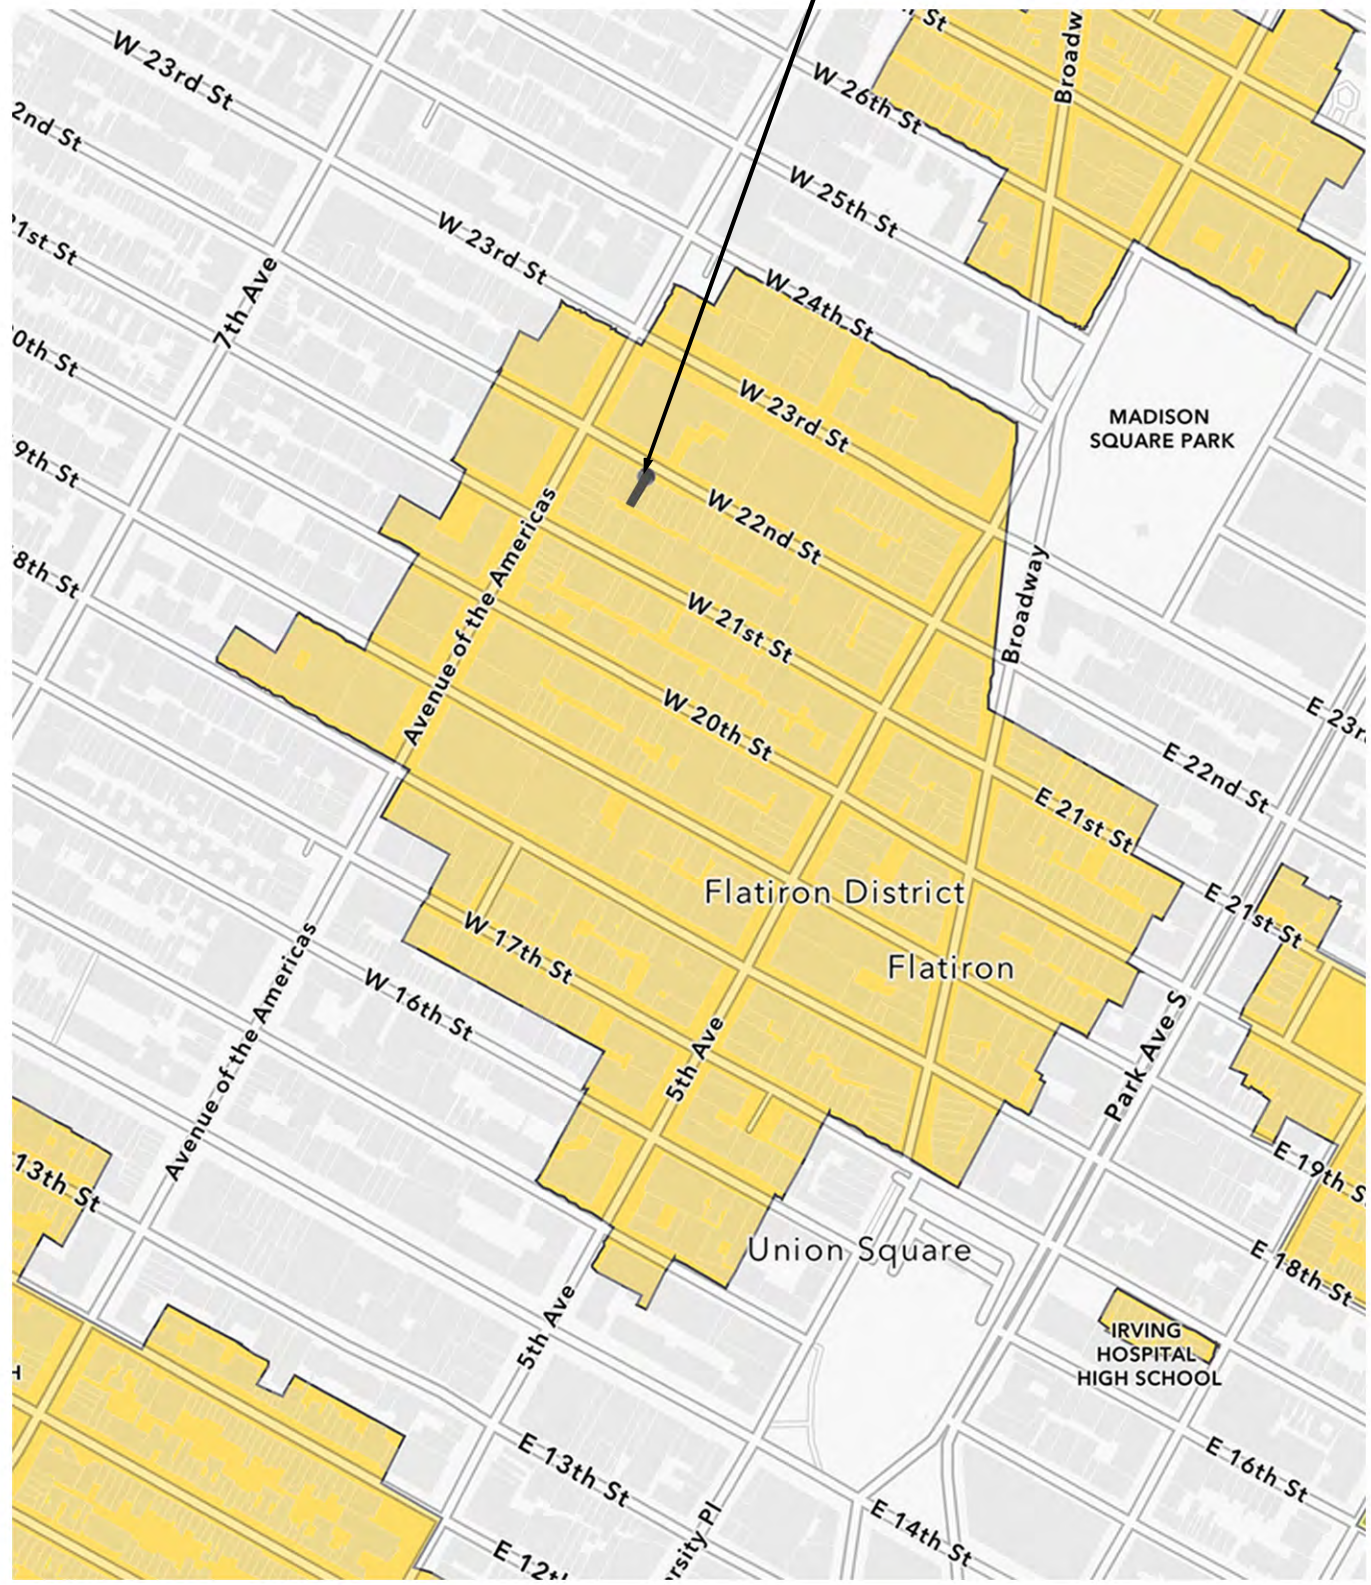 St
Broadw
W 23rd St
W 26th St
2nd St
W 25th St
W 23rd St
1st St
7th Ave
W 24th St
0th St
W 23rd St
MADISON
SQUARE PARK
9th St
W 22nd St
Avenue of the Americas
Broadway
8th St
W 21st St
W 20th St
E 23r
E 22nd St
E 21st St
Flatiron District
E 21st St
W 17th St
Flatiron
W 16th St
Avenue of the Americas
5th Ave
Park Ave S
13th St
E 19th S
Union Square
E 18th St
5th Ave
IRVING
HOSPITAL
HIGH SCHOOL
H
E 13th St
E 16th St
E 14th St
rsity Pl
E 12t